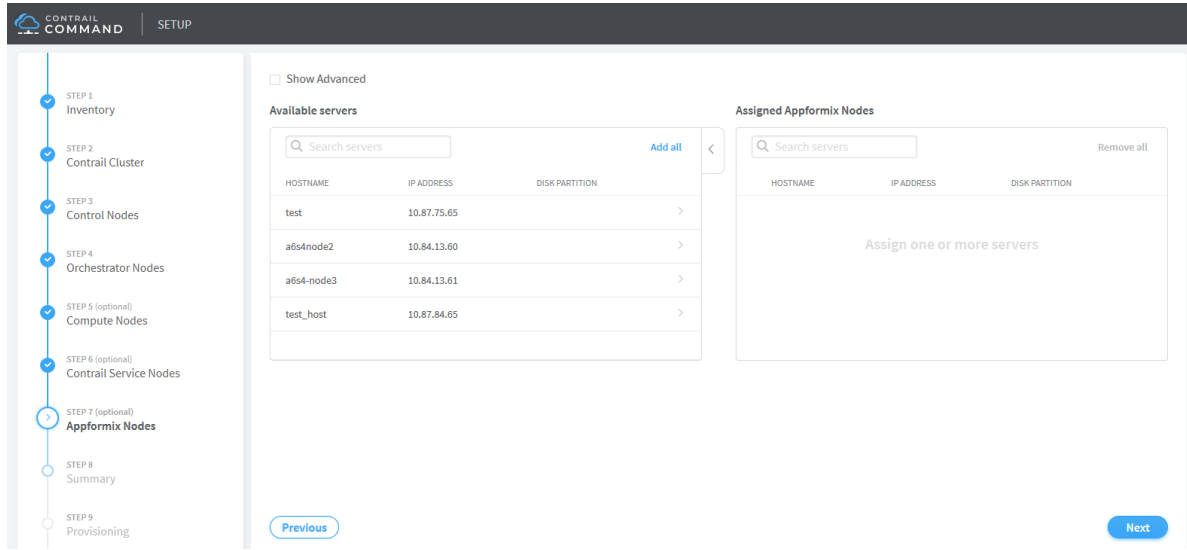 CONTRAIL
COMMAND
SETUP
STEP 1
Inventory
STEP 2
Contrail Cluster
STEP 3
Control Nodes
STEP 4
Orchestrator Nodes
STEP 5 (optional)
Compute Nodes
STEP 6 (optional)
Contrail Service Nodes
STEP 7 (optional)
Appformix Nodes
STEP 8
Summary
STEP 9
Provisioning
Show Advanced
Available servers
Search servers Add all
HOSTNAME IP ADDRESS DISK PARTITION
test 10.87.75.65
a6s4node2 10.84.13.60
a6s4-node3 10.84.13.61
test_host 10.87.84.65
Assigned Appformix Nodes
Search servers Remove all
HOSTNAME IP ADDRESS DISK PARTITION
Assign one or more servers
Previous
Next